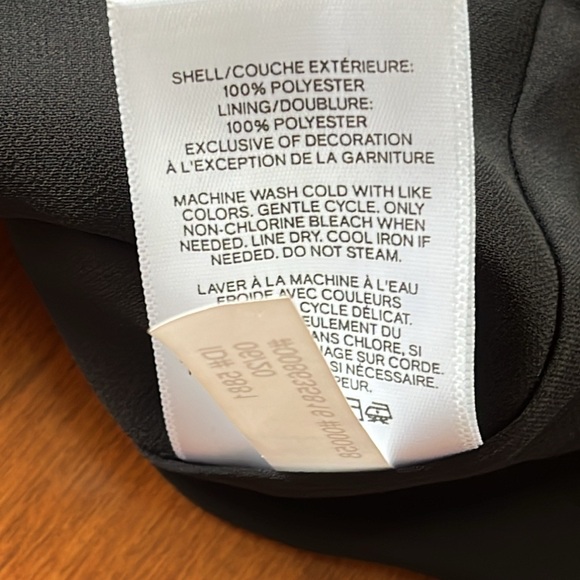 SHELL/COUCHE EXTÉRIEURE:
100% POLYESTER
LINING/DOUBLURE:
100% POLYESTER
EXCLUSIVE OF DECORATION
À L'EXCEPTION DE LA GARNITURE
MACHINE WASH COLD WITH LIKE
COLORS. GENTLE CYCLE. ONLY
NON-CHLORINE BLEACH WHEN
NEEDED. LINE DRY. COOL IRON IF
NEEDED. DO NOT STEAM.
LAVER À LA MACHINE À L'EAU
FROIDE AVEC COULEURS
CYCLE DÉLICAT.
SANS CHLORE, SI
SUR CORDE.
SI NÉCESSAIRE.